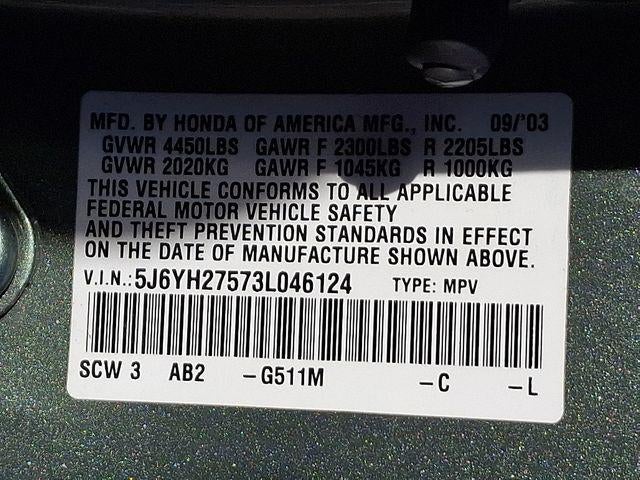 MFD. BY HONDA OF AMERICA MFG., INC. 09/'03
GVWR 4450LBS GAWR F 2300LBS R 2205LBS
GVWR 2020KG GAWR F 1045KG R 1000KG
THIS VEHICLE CONFORMS TO ALL APPLICABLE
FEDERAL MOTOR VEHICLE SAFETY
AND THEFT PREVENTION STANDARDS IN EFFECT
ON THE DATE OF MANUFACTURE SHOWN ABOVE.
V.I.N.:5J6YH27573L046124 TYPE: MPV
SCW 3 AB2 -G511M -C -L